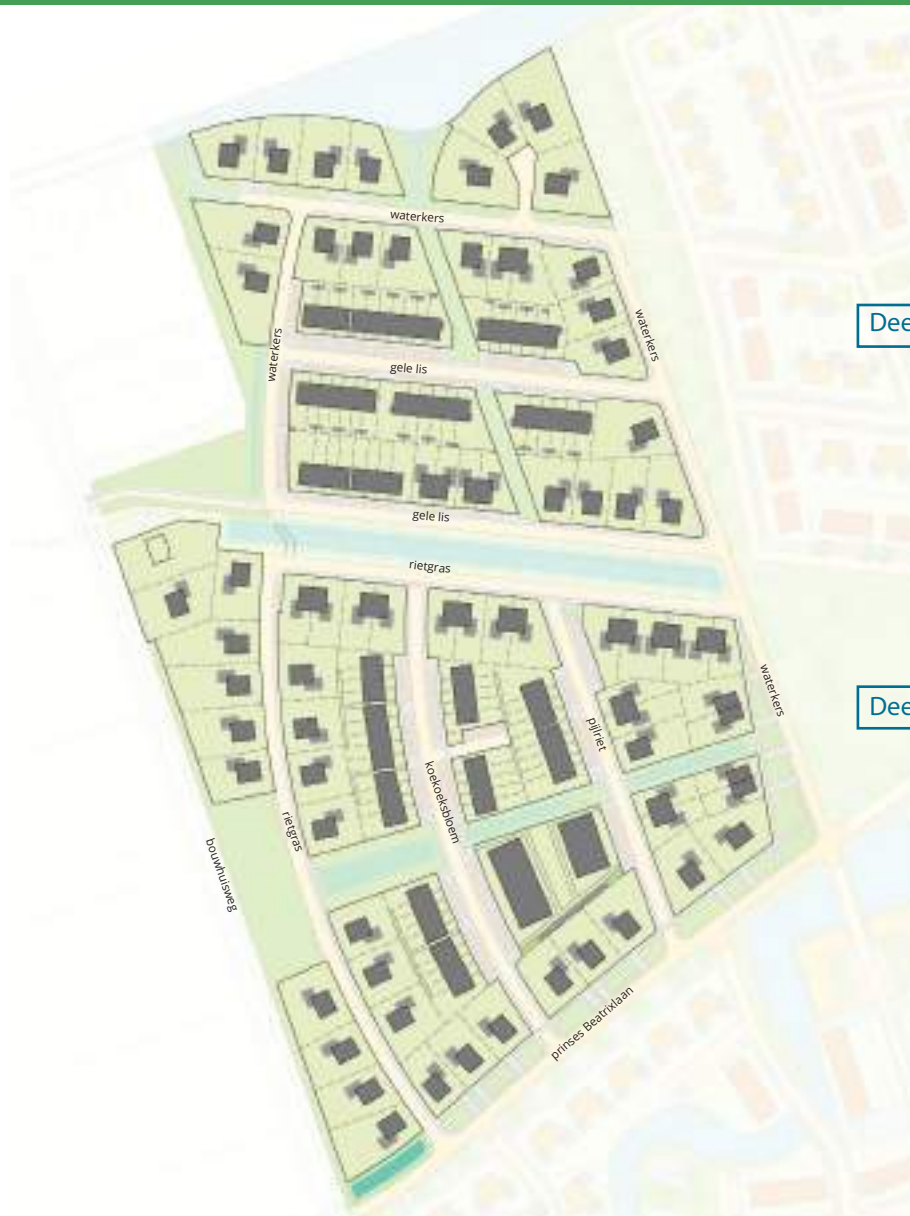 waterkers
waterkers
waterkers
Dee
gele lis
gele lis
rietgras
waterkers
Dee
pijlriet
koekoeksbloem
rietgras
bouwhuisweg
prinses Beatrixlaan